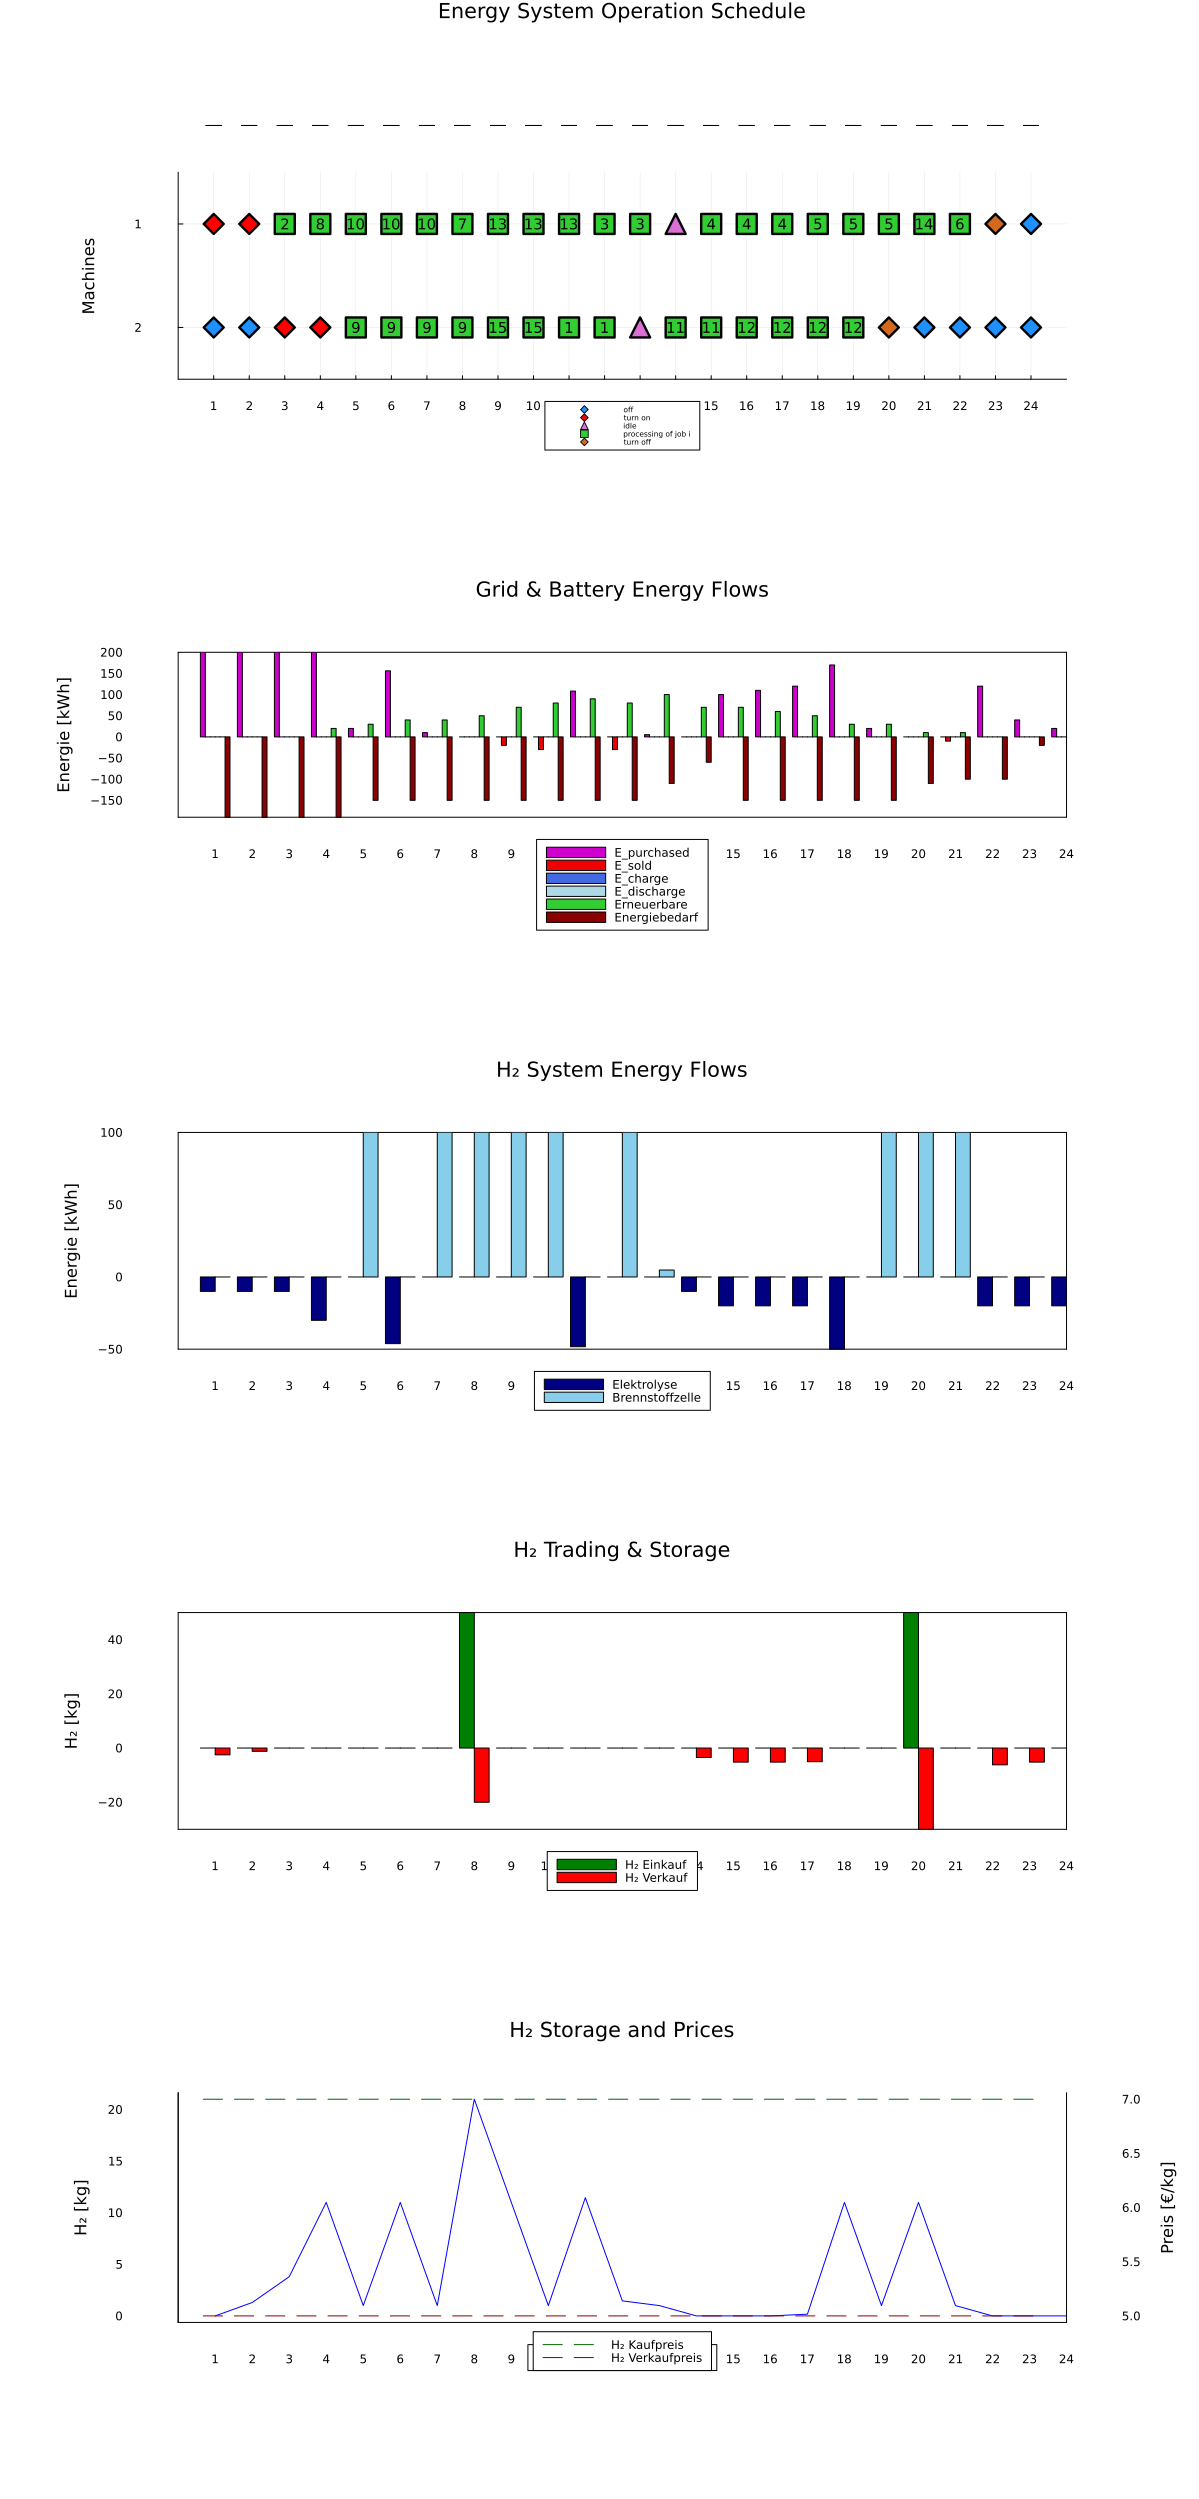 Energy System Operation Schedule
Machines
1
2 8 10 10 10 7 13 13 13 3 3 4 4 4 5 5 5 14 6
2
9 9 9 9 15 15 1 1 11 11 12 12 12 12
1 2 3 4 5 6 7 8 9 10 15 16 17 18 19 20 21 22 23 24
off
turn on
idle
processing of job i
turn off
Grid & Battery Energy Flows
Energie [kWh]
200
150
100
50
0
−50
−100
−150
1 2 3 4 5 6 7 8 9 15 16 17 18 19 20 21 22 23 24
E_purchased
E_sold
E_charge
E_discharge
Erneuerbare
Energiebedarf
H₂ System Energy Flows
Energie [kWh]
100
50
0
−50
1 2 3 4 5 6 7 8 9 15 16 17 18 19 20 21 22 23 24
Elektrolyse
Brennstoffzelle
H₂ Trading & Storage
H₂ [kg]
40
20
0
−20
1 2 3 4 5 6 7 8 9 1 4 15 16 17 18 19 20 21 22 23 24
H₂ Einkauf
H₂ Verkauf
H₂ Storage and Prices
H₂ [kg]
20
15
10
5
0
7.0
6.5
6.0
5.5
5.0
Preis [€/kg]
1 2 3 4 5 6 7 8 9 15 16 17 18 19 20 21 22 23 24
H₂ Kaufpreis
H₂ Verkaufpreis